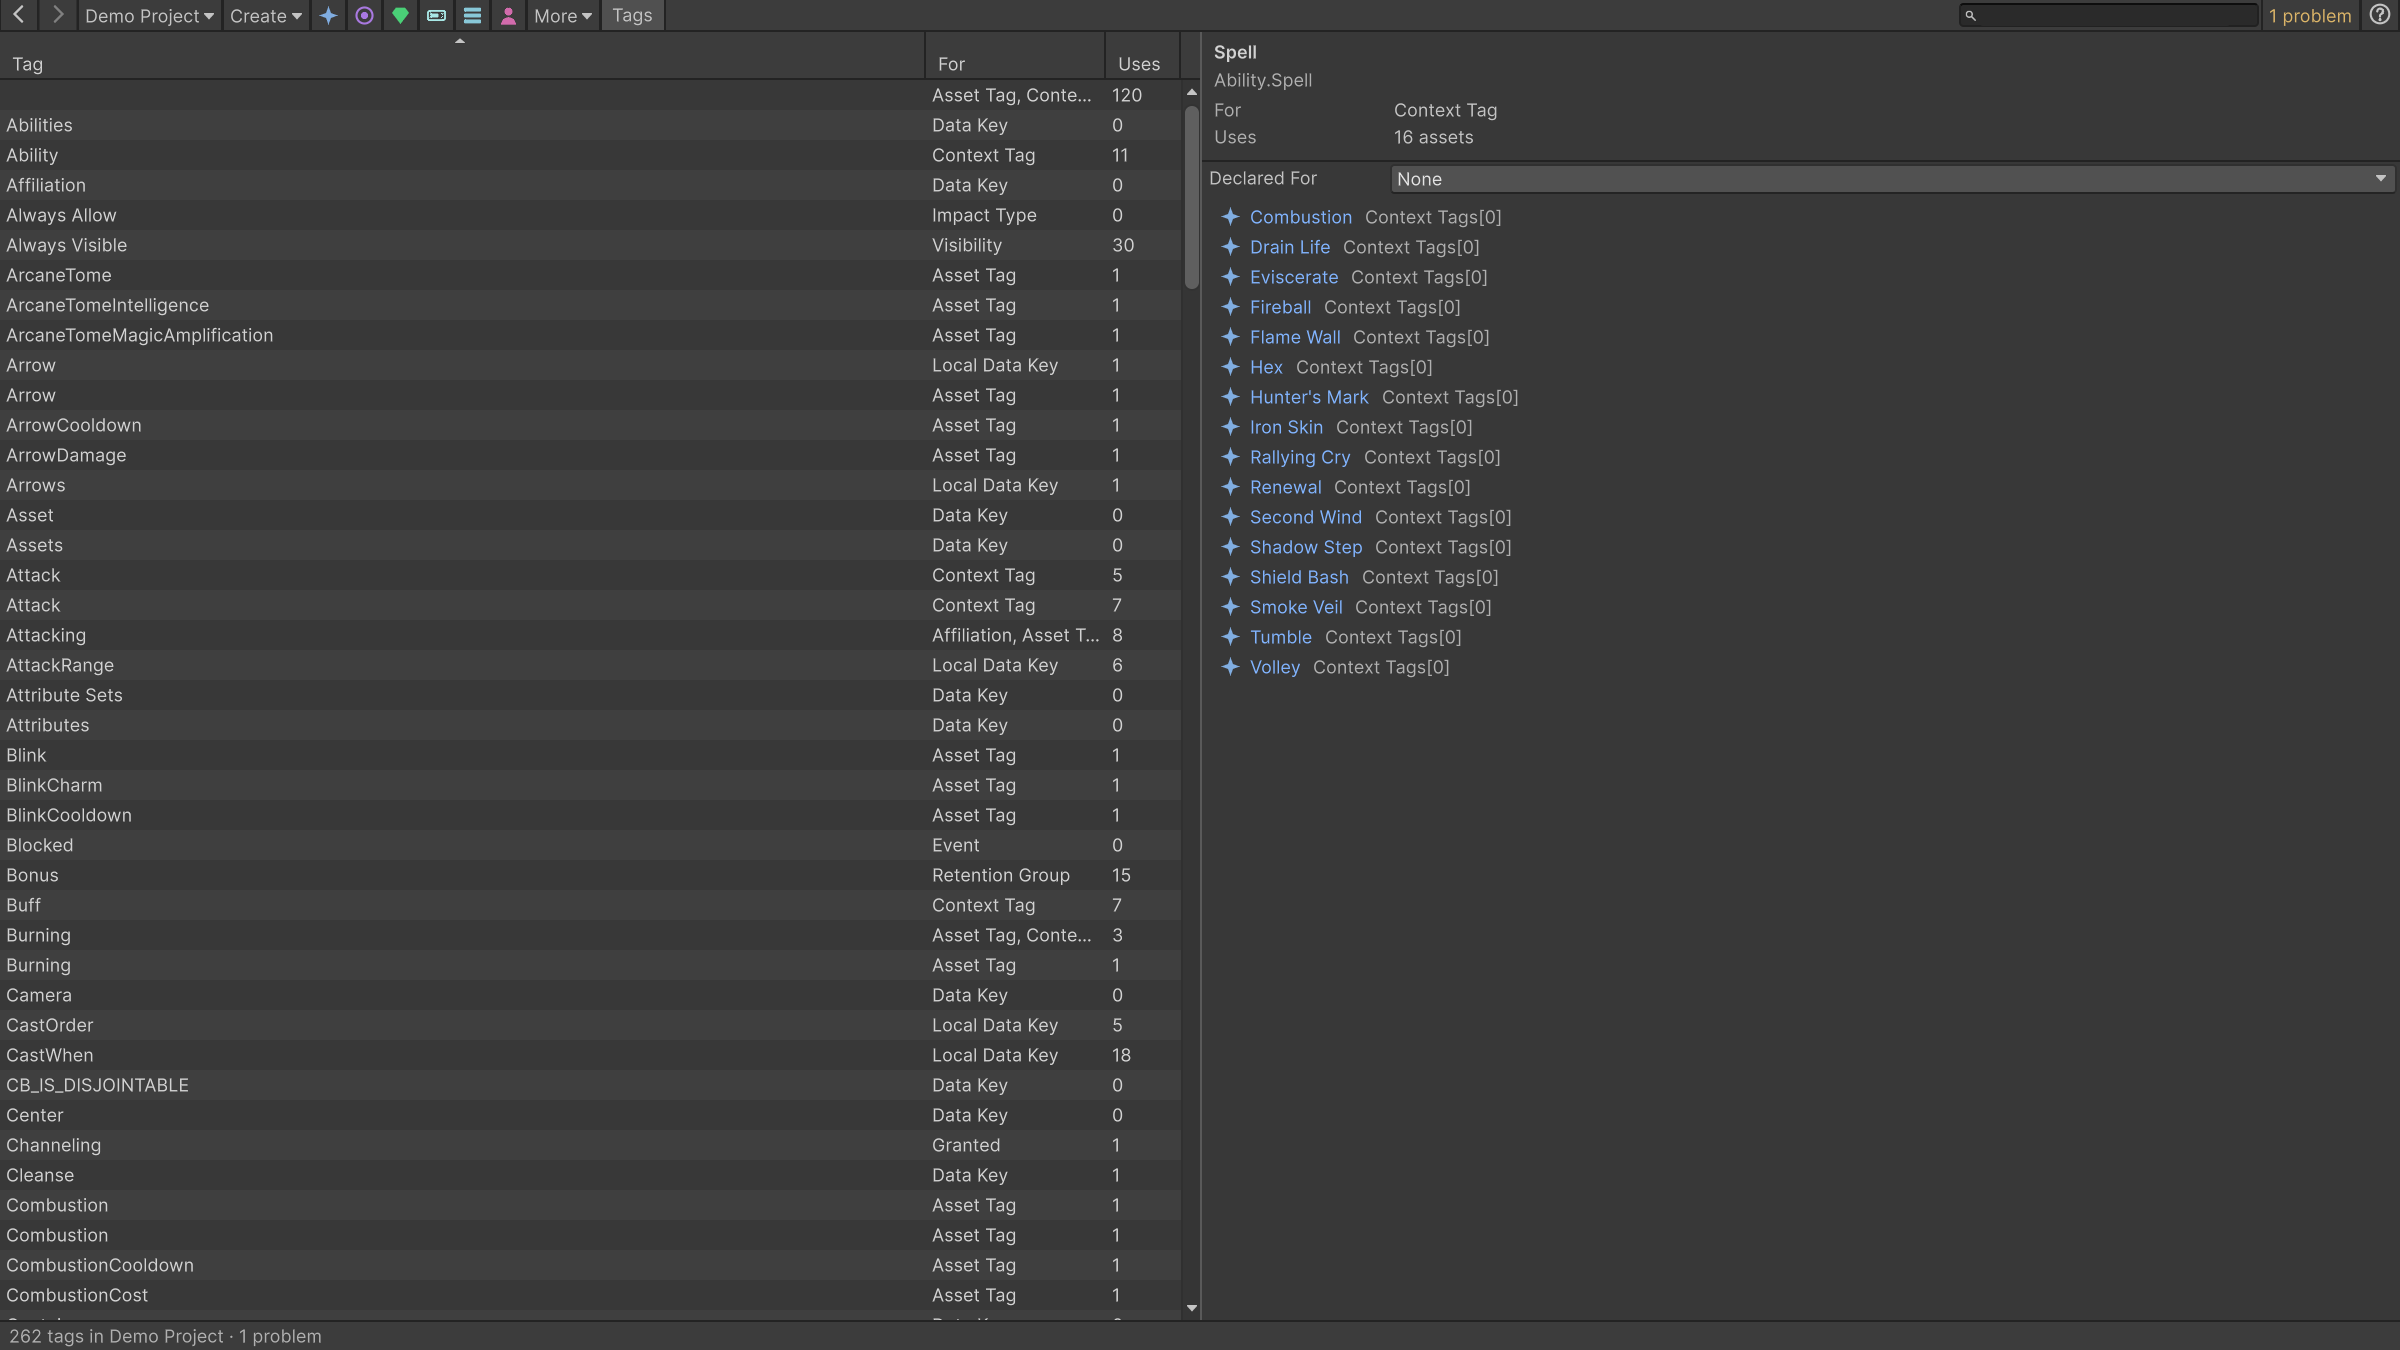 Demo Project Create More Tags 1 problem
Tag For Uses
Asset Tag, Conte... 120
Abilities Data Key 0
Ability Context Tag 11
Affiliation Data Key 0
Always Allow Impact Type 0
Always Visible Visibility 30
ArcaneTome Asset Tag 1
ArcaneTomeIntelligence Asset Tag 1
ArcaneTomeMagicAmplification Asset Tag 1
Arrow Local Data Key 1
Arrow Asset Tag 1
ArrowCooldown Asset Tag 1
ArrowDamage Asset Tag 1
Arrows Local Data Key 1
Asset Data Key 0
Assets Data Key 0
Attack Context Tag 5
Attack Context Tag 7
Attacking Affiliation, Asset T... 8
AttackRange Local Data Key 6
Attribute Sets Data Key 0
Attributes Data Key 0
Blink Asset Tag 1
BlinkCharm Asset Tag 1
BlinkCooldown Asset Tag 1
Blocked Event 0
Bonus Retention Group 15
Buff Context Tag 7
Burning Asset Tag, Conte... 3
Burning Asset Tag 1
Camera Data Key 0
CastOrder Local Data Key 5
CastWhen Local Data Key 18
CB_IS_DISJOINTABLE Data Key 0
Center Data Key 0
Channeling Granted 1
Cleanse Data Key 1
Combustion Asset Tag 1
Combustion Asset Tag 1
CombustionCooldown Asset Tag 1
CombustionCost Asset Tag 1
Spell
Ability.Spell
For Context Tag
Uses 16 assets
Declared For None
Combustion Context Tags[0]
Drain Life Context Tags[0]
Eviscerate Context Tags[0]
Fireball Context Tags[0]
Flame Wall Context Tags[0]
Hex Context Tags[0]
Hunter's Mark Context Tags[0]
Iron Skin Context Tags[0]
Rallying Cry Context Tags[0]
Renewal Context Tags[0]
Second Wind Context Tags[0]
Shadow Step Context Tags[0]
Shield Bash Context Tags[0]
Smoke Veil Context Tags[0]
Tumble Context Tags[0]
Volley Context Tags[0]
262 tags in Demo Project · 1 problem